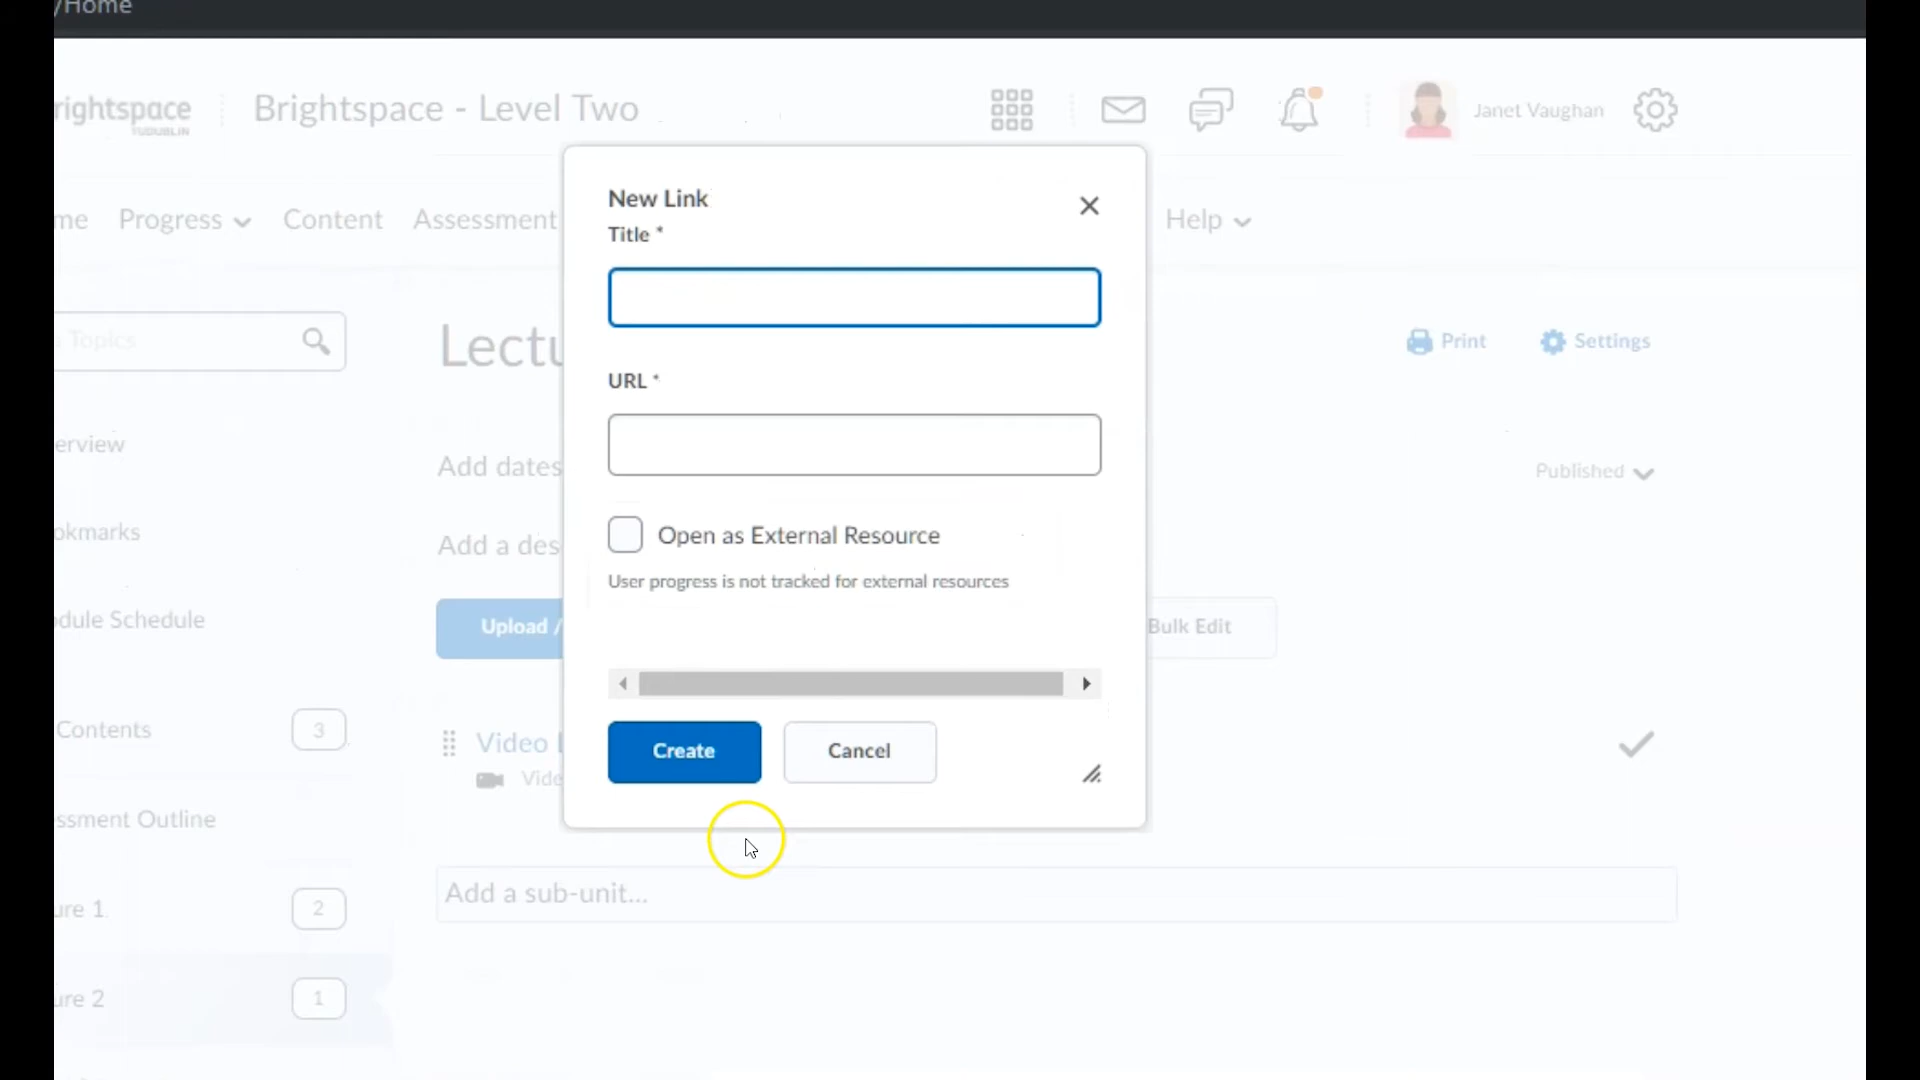 /Home
rightspace
TUDUBLIN
Brightspace - Level Two
Janet Vaughan
me
Progress
Content
Assessment
Help
Topics
Lectu
Print
Settings
erview
Add dates
Published
okmarks
Add a des
dule Schedule
Upload /
Bulk Edit
Contents
3
Video
Vide
ssment Outline
Add a sub-unit...
ure 1
2
ure 2
1
New Link
Title *
URL *
Open as External Resource
User progress is not tracked for external resources
Create
Cancel